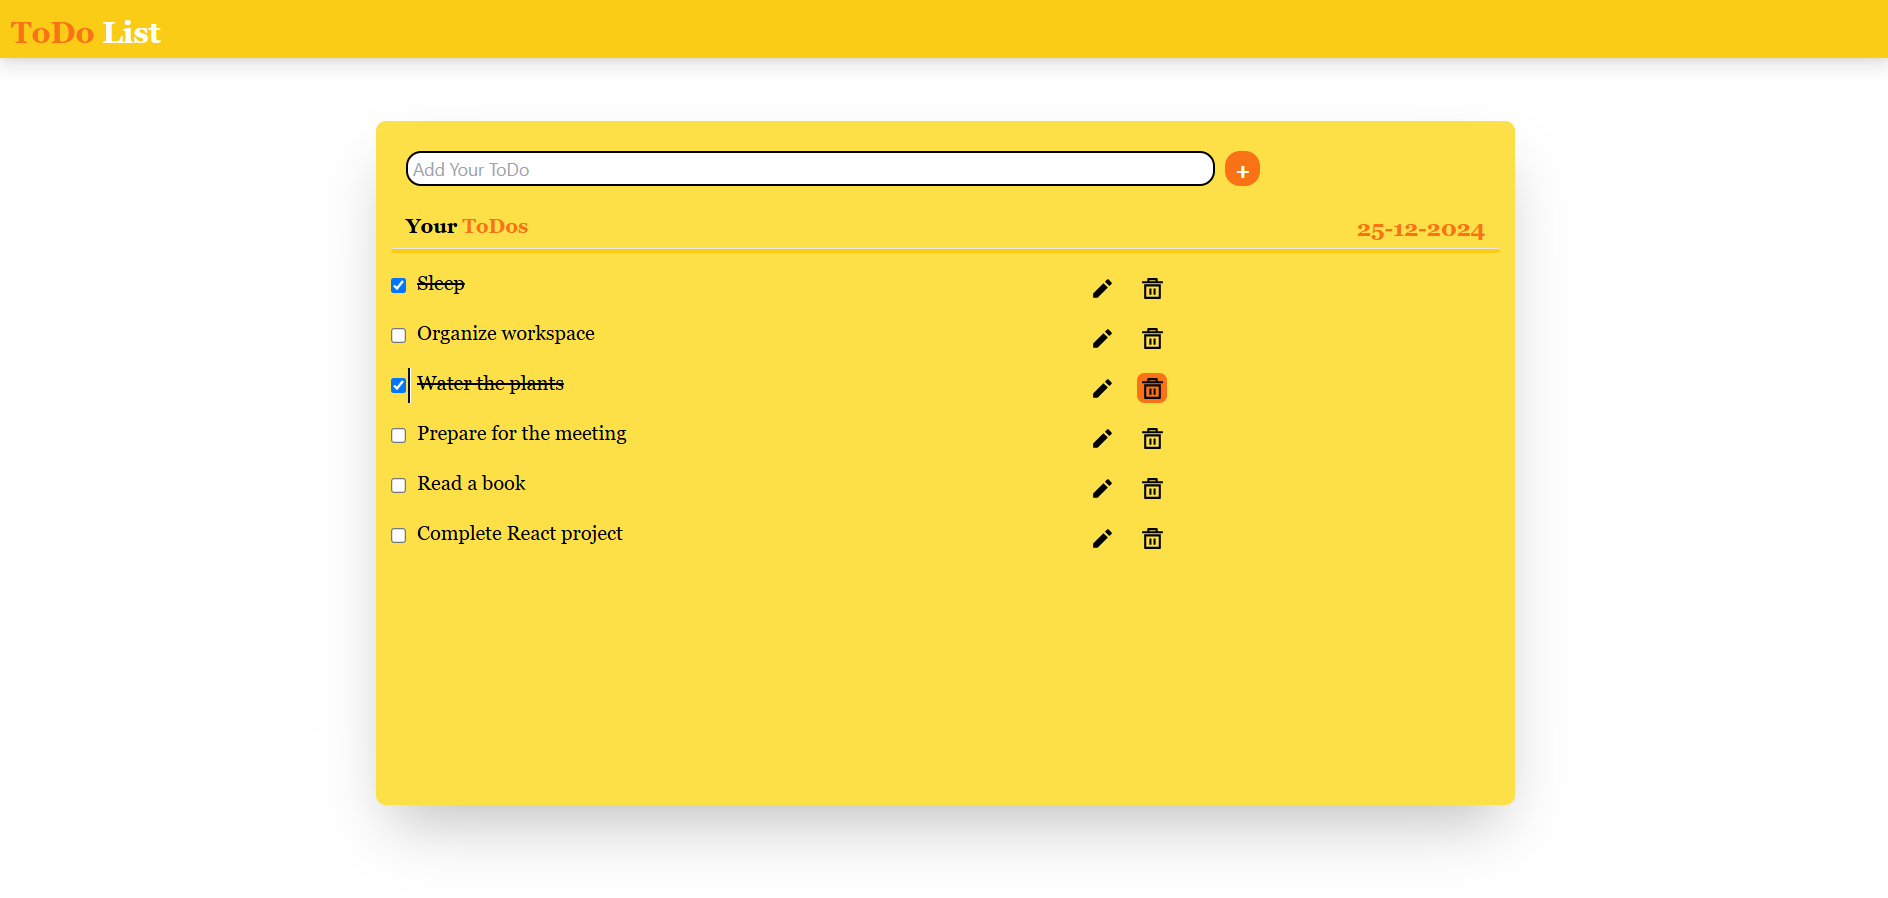 ToDo List
Add Your ToDo
+
Your ToDos 25-12-2024
Sleep
Organize workspace
Water the plants
Prepare for the meeting
Read a book
Complete React project